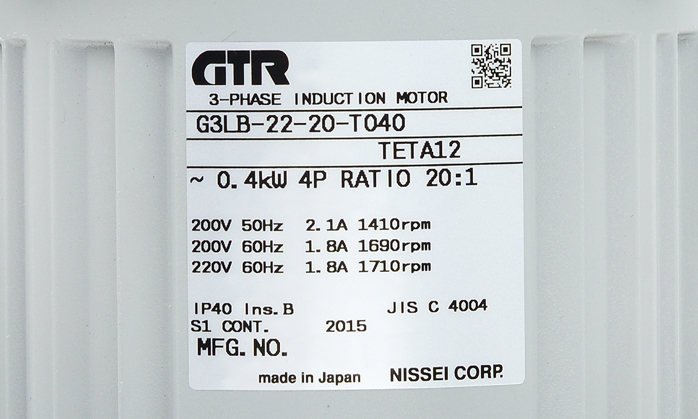 GTR
3-PHASE INDUCTION MOTOR
G3LB-22-20-T040
TETA12
~ 0.4kW 4P RATIO 20:1
200V 50Hz 2.1A 1410rpm
200V 60Hz 1.8A 1690rpm
220V 60Hz 1.8A 1710rpm
IP40 Ins.B JIS C 4004
S1 CONT. 2015
MFG.NO.
made in Japan NISSEI CORP.